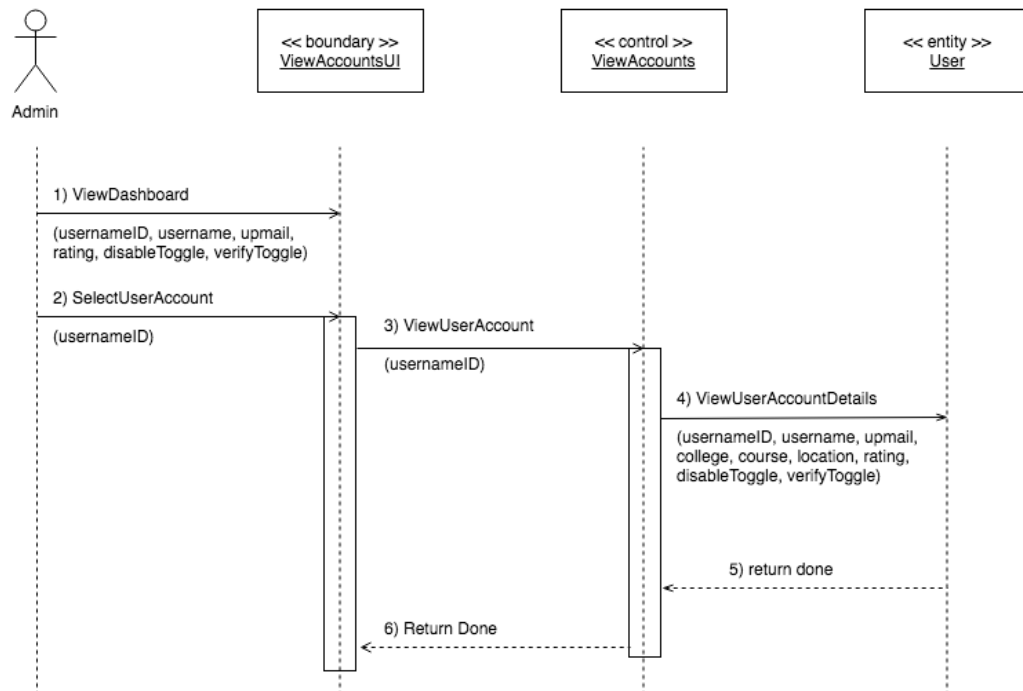 << boundary >>
ViewAccountsUI
<< control >>
ViewAccounts
<< entity >>
User
Admin
1) ViewDashboard
(usernameID, username, upmail,
rating, disableToggle, verifyToggle)
2) SelectUserAccount
(usernameID)
3) ViewUserAccount
(usernameID)
4) ViewUserAccountDetails
(usernameID, username, upmail,
college, course, location, rating,
disableToggle, verifyToggle)
5) return done
6) Return Done